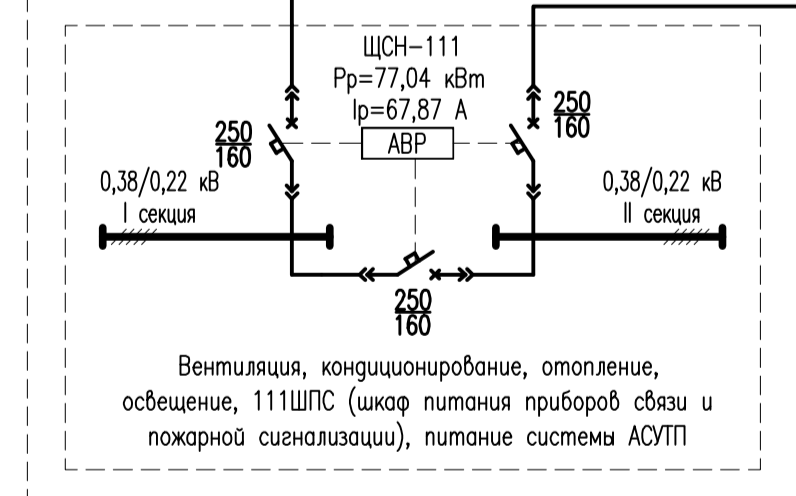 ЩСН-111
Рр=77,04 кВт
Iр=67,87 А
250
160
АВР
250
160
0,38/0,22 кВ
I секция
0,38/0,22 кВ
II секция
250
160
Вентиляция, кондиционирование, отопление,
освещение, 111ШПС (шкаф питания приборов связи и
пожарной сигнализации), питание системы АСУТП